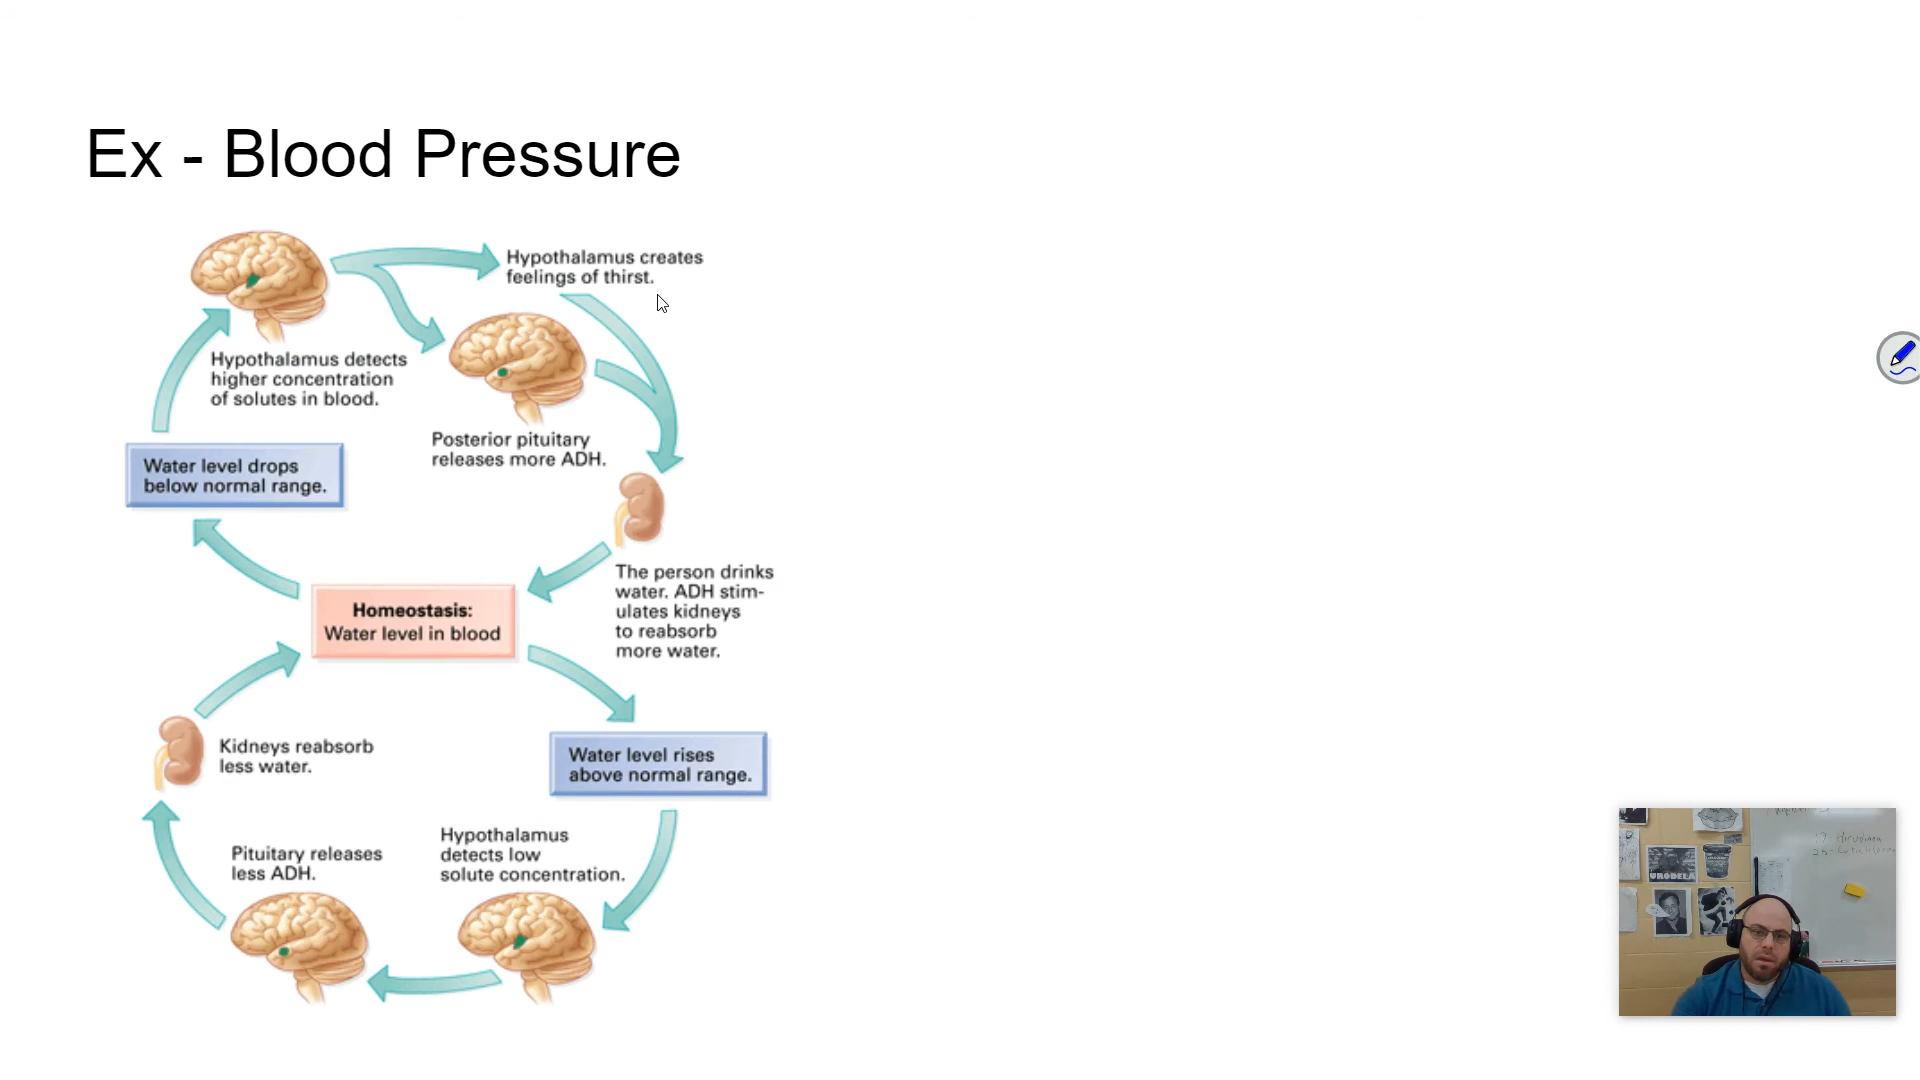 Ex - Blood Pressure
Hypothalamus creates
feelings of thirst.
Hypothalamus detects
higher concentration
of solutes in blood.
Posterior pituitary
releases more ADH.
Water level drops
below normal range.
The person drinks
water. ADH stim-
ulates kidneys
to reabsorb
more water.
Homeostasis:
Water level in blood
Kidneys reabsorb
less water.
Water level rises
above normal range.
Hypothalamus
detects low
solute concentration.
Pituitary releases
less ADH.
URODELA